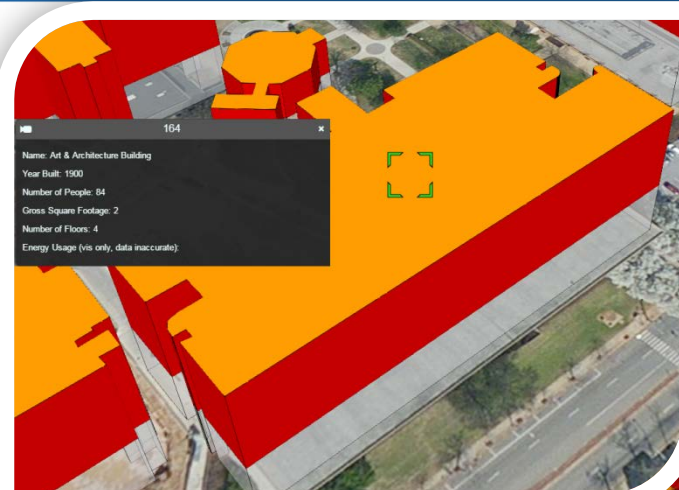 164
Name: Art & Architecture Building
Year Built: 1900
Number of People: 84
Gross Square Footage: 2
Number of Floors: 4
Energy Usage (vis only, data inaccurate):